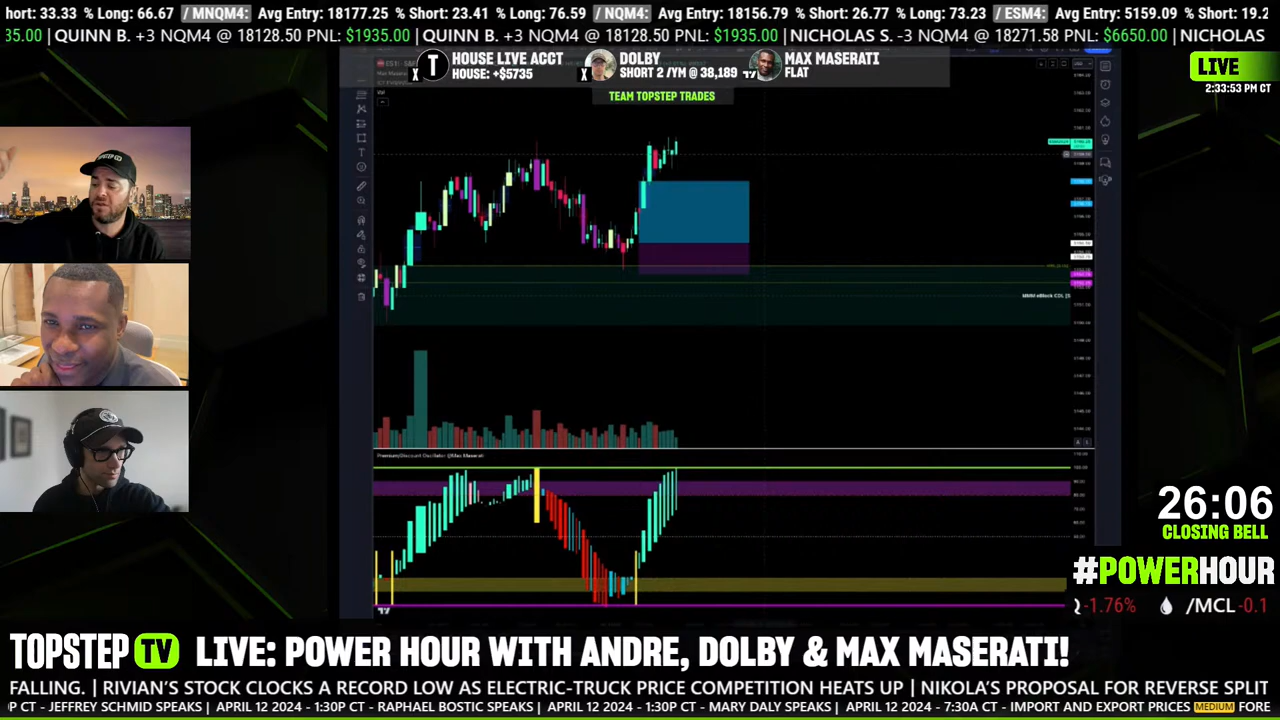 hort: 33.33 % Long: 66.67 / MNQM4: Avg Entry: 18177.25 % Short: 23.41 % Long: 76.59 / NQM4: Avg Entry: 18156.79 % Short: 26.77 % Long: 73.23 / ESM4: Avg Entry: 5159.09 % Short: 19.2
35.00 | QUINN B. +3 NQM4 @ 18128.50 PNL: $1935.00 | QUINN B. +3 NQM4 @ 18128.50 PNL: $1935.00 | NICHOLAS S. -3 NQM4 @ 18271.58 PNL: $6650.00 | NICHOLAS
HOUSE LIVE ACCT
HOUSE: +$5735
DOLBY
SHORT 2 /YM @ 38,189
MAX MASERATI
FLAT
TEAM TOPSTEP TRADES
LIVE
2:33:53 PM CT
Premium/Discount Oscillator @Max Maserati
26:06
CLOSING BELL
#POWERHOUR
-1.76% /MCL -0.1
TOPSTEP TV LIVE: POWER HOUR WITH ANDRE, DOLBY & MAX MASERATI!
FALLING. | RIVIAN'S STOCK CLOCKS A RECORD LOW AS ELECTRIC-TRUCK PRICE COMPETITION HEATS UP | NIKOLA'S PROPOSAL FOR REVERSE SPLIT
P CT - JEFFREY SCHMID SPEAKS | APRIL 12 2024 - 1:30P CT - RAPHAEL BOSTIC SPEAKS | APRIL 12 2024 - 1:30P CT - MARY DALY SPEAKS | APRIL 12 2024 - 7:30A CT - IMPORT AND EXPORT PRICES MEDIUM FORE